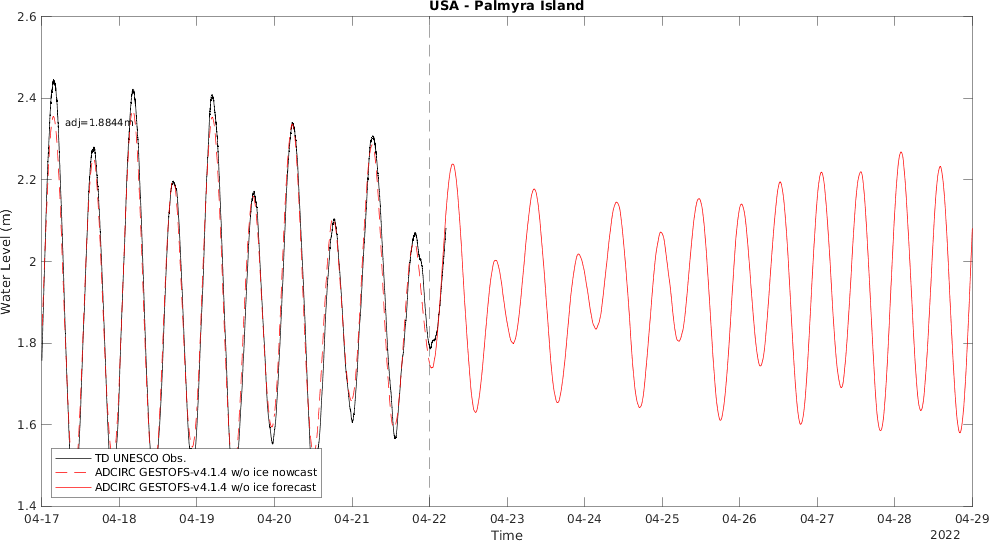 USA - Palmyra Island
2.6
2.4
2.2
2
1.8
1.6
1.4
Water Level (m)
adj=1.8844m
TD UNESCO Obs.
ADCIRC GESTOFS-v4.1.4 w/o ice nowcast
ADCIRC GESTOFS-v4.1.4 w/o ice forecast
04-17 04-18 04-19 04-20 04-21 04-22 04-23 04-24 04-25 04-26 04-27 04-28 04-29
Time
2022